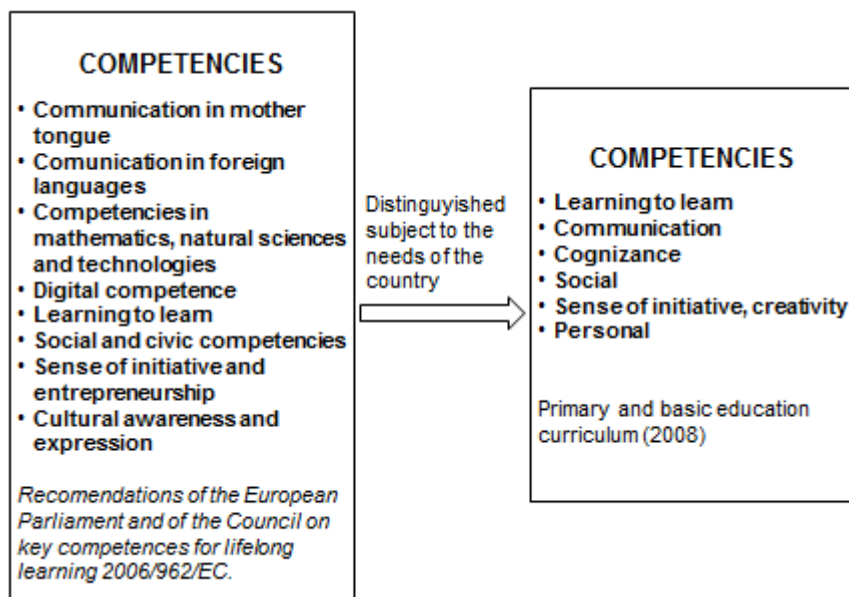 COMPETENCIES
• Communication in mother
tongue
• Comunication in foreign
languages
• Competencies in
mathematics, natural sciences
and technologies
• Digital competence
• Learning to learn
• Social and civic competencies
• Sense of initiative and
entrepreneurship
• Cultural awareness and
expression
Recomendations of the European
Parliament and of the Council on
key competences for lifelong
learning 2006/962/EC.
Distinguyished
subject to the
needs of the
country
COMPETENCIES
• Learning to learn
• Communication
• Cognizance
• Social
• Sense of initiative, creativity
• Personal
Primary and basic education
curriculum (2008)